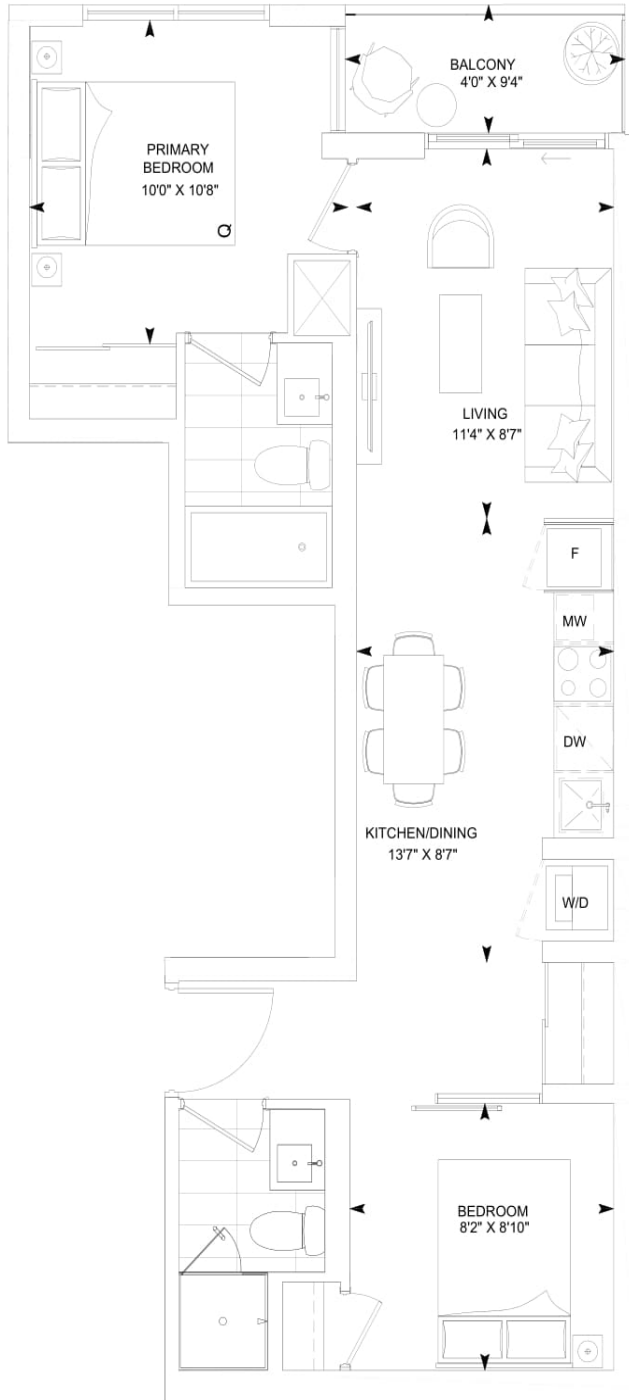 BALCONY
4'0" X 9'4"
PRIMARY
BEDROOM
10'0" X 10'8"
Q
LIVING
11'4" X 8'7"
F
MW
DW
KITCHEN/DINING
13'7" X 8'7"
W/D
BEDROOM
8'2" X 8'10"